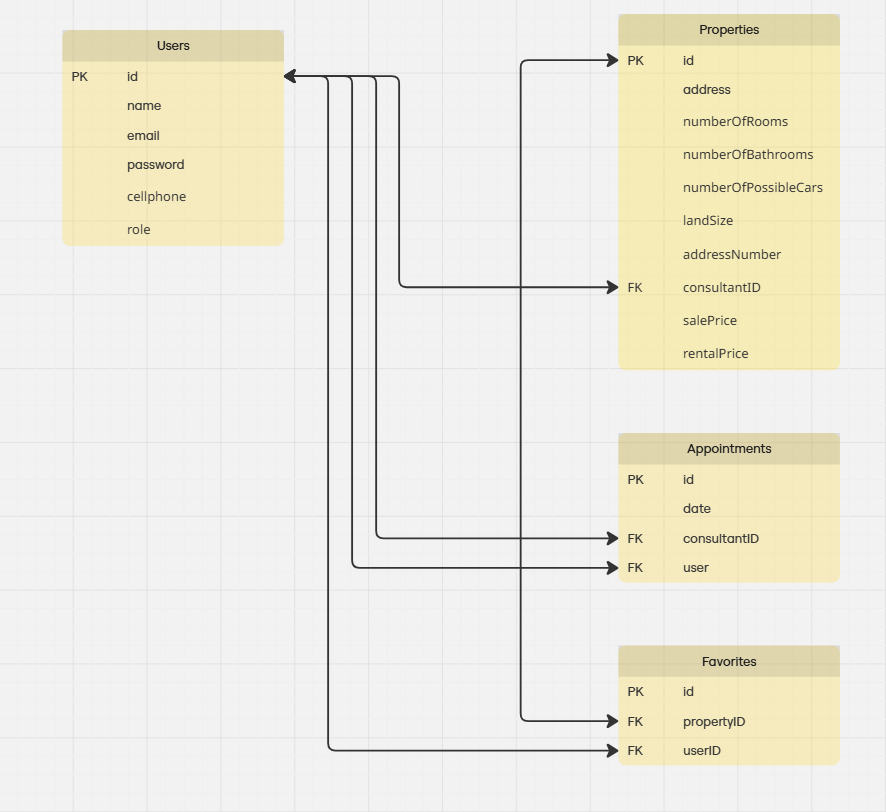 Users
PK id
name
email
password
cellphone
role
Properties
PK id
address
numberOfRooms
numberOfBathrooms
numberOfPossibleCars
landSize
addressNumber
FK consultantID
salePrice
rentalPrice
Appointments
PK id
date
FK consultantID
FK user
Favorites
PK id
FK propertyID
FK userID